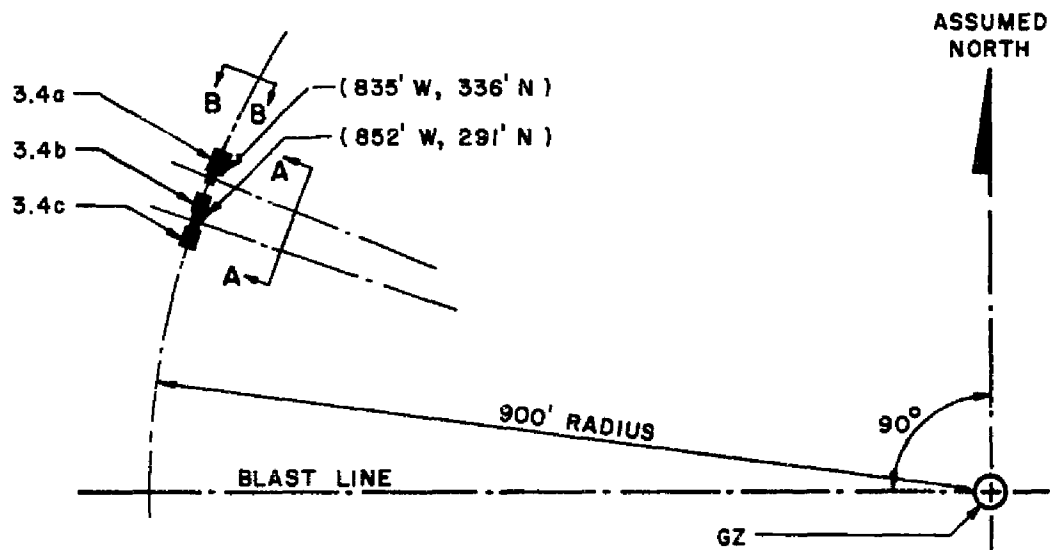 ASSUMED
NORTH
3.4a
B
B
(835' W, 336' N)
3.4b
(852' W, 291' N)
A
3.4c
A
900' RADIUS
90°
BLAST LINE
GZ